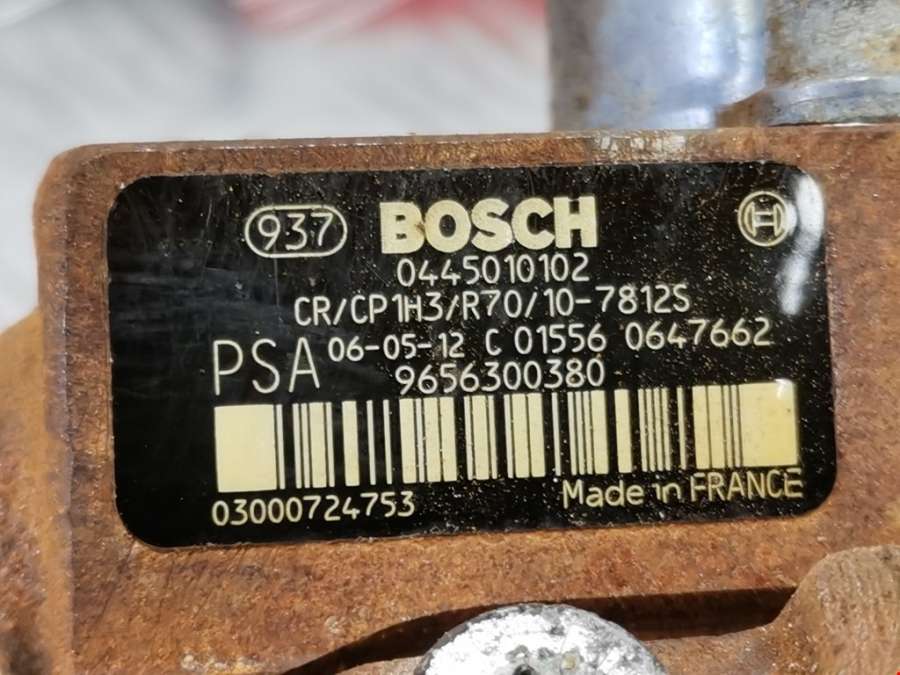 937 BOSCH
0445010102
CR/CP1H3/R70/10-7812S
PSA 06-05-12 C 01556 0647662
9656300380
03000724753 Made in FRANCE